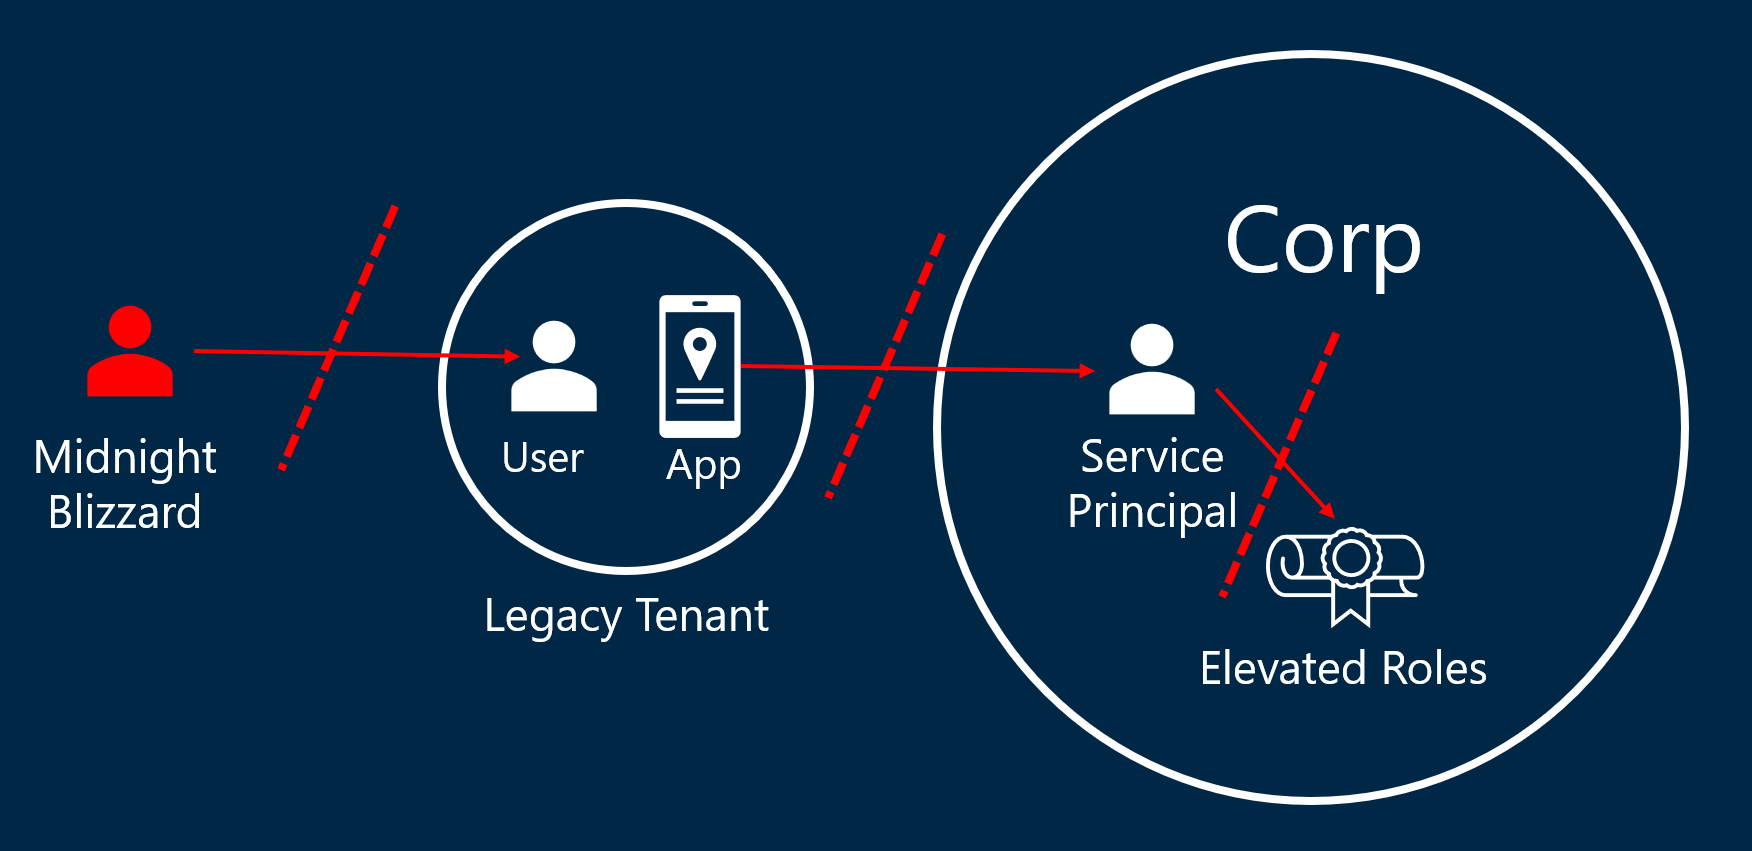 Midnight
Blizzard
User
App
Legacy Tenant
Corp
Service
Principal
Elevated Roles